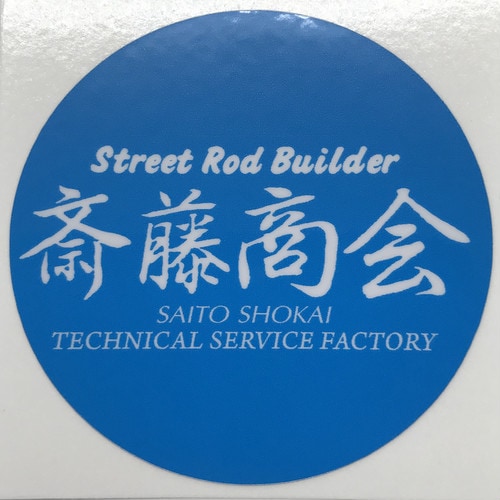 Street Rod Builder
斎藤商会
SAITO SHOKAI
TECHNICAL SERVICE FACTORY